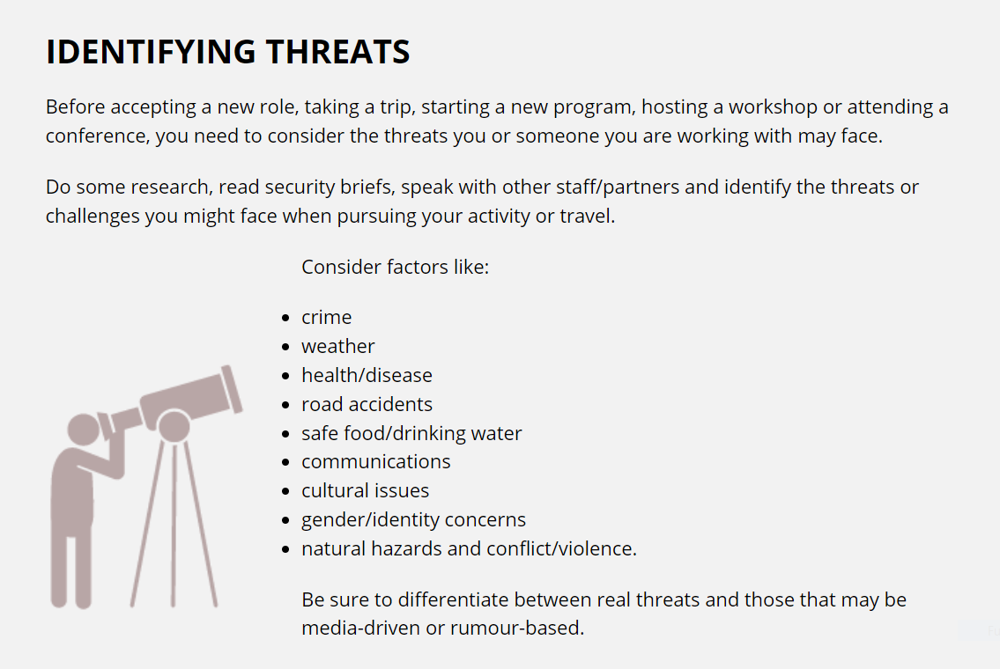 IDENTIFYING THREATS
Before accepting a new role, taking a trip, starting a new program, hosting a workshop or attending a
conference, you need to consider the threats you or someone you are working with may face.
Do some research, read security briefs, speak with other staff/partners and identify the threats or
challenges you might face when pursuing your activity or travel.
Consider factors like:
• crime
• weather
• health/disease
• road accidents
• safe food/drinking water
• communications
• cultural issues
• gender/identity concerns
• natural hazards and conflict/violence.
Be sure to differentiate between real threats and those that may be
media-driven or rumour-based.